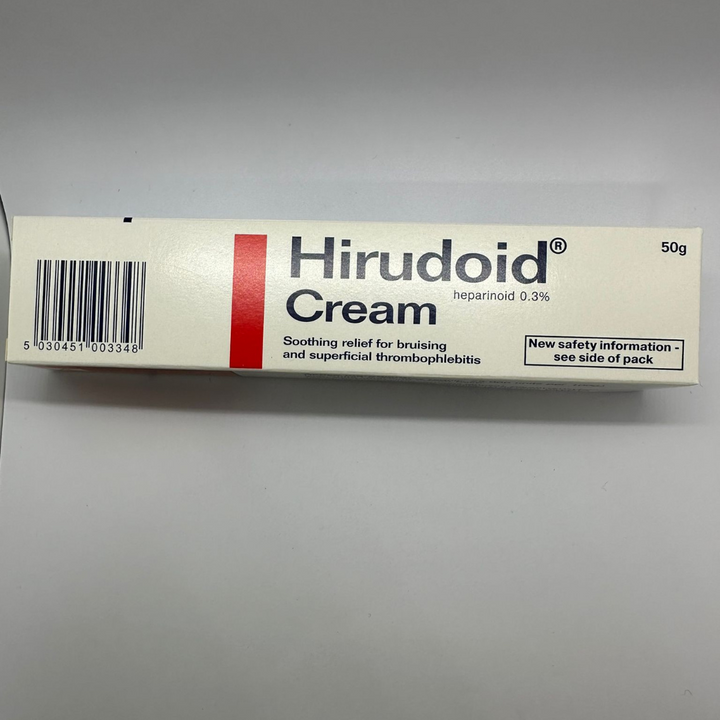 Hirudoid®
Cream
heparinoid 0.3%
50g
Soothing relief for bruising
and superficial thrombophlebitis
New safety information -
see side of pack
5 030451 003348